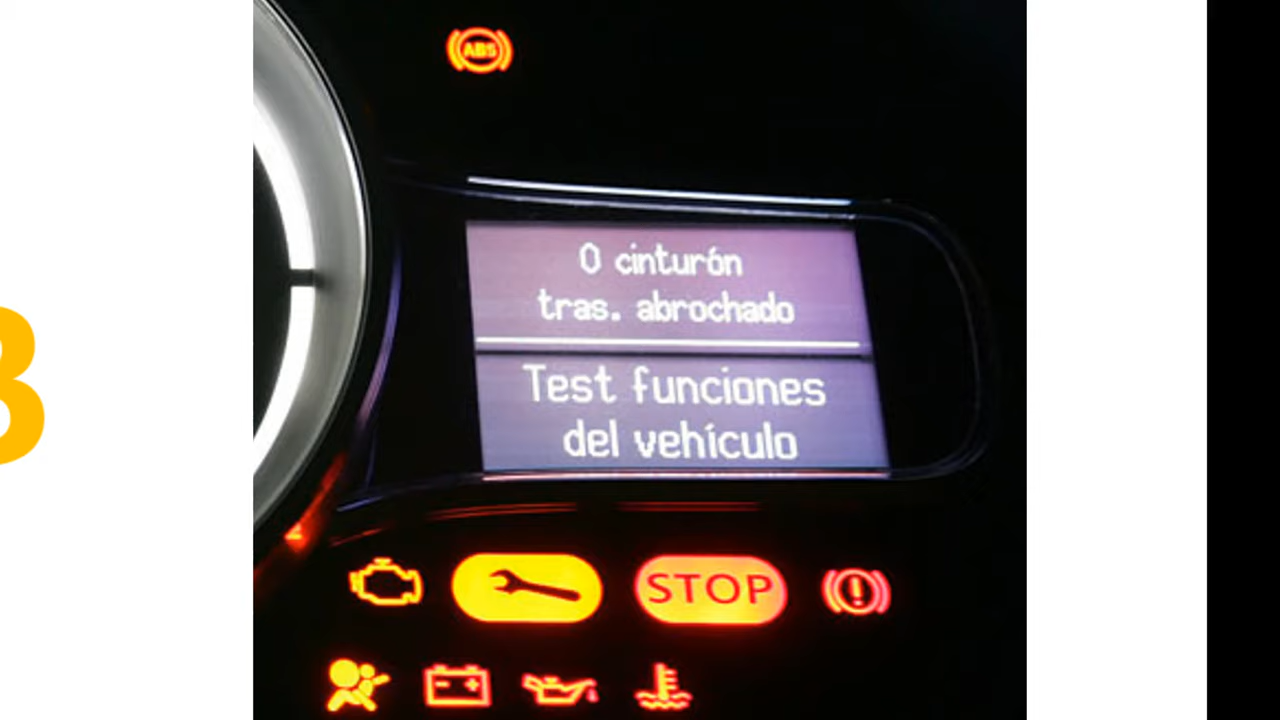 ABS
0 cinturón
tras. abrochado
Test funciones
del vehículo
STOP